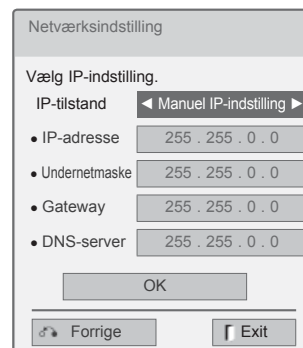 Netværksindstilling
Vælg IP-indstilling.
IP-tilstand ◀ Manuel IP-indstilling ▶
• IP-adresse 255 . 255 . 0 . 0
• Undernetmaske 255 . 255 . 0 . 0
• Gateway 255 . 255 . 0 . 0
• DNS-server 255 . 255 . 0 . 0
OK
Forrige Exit